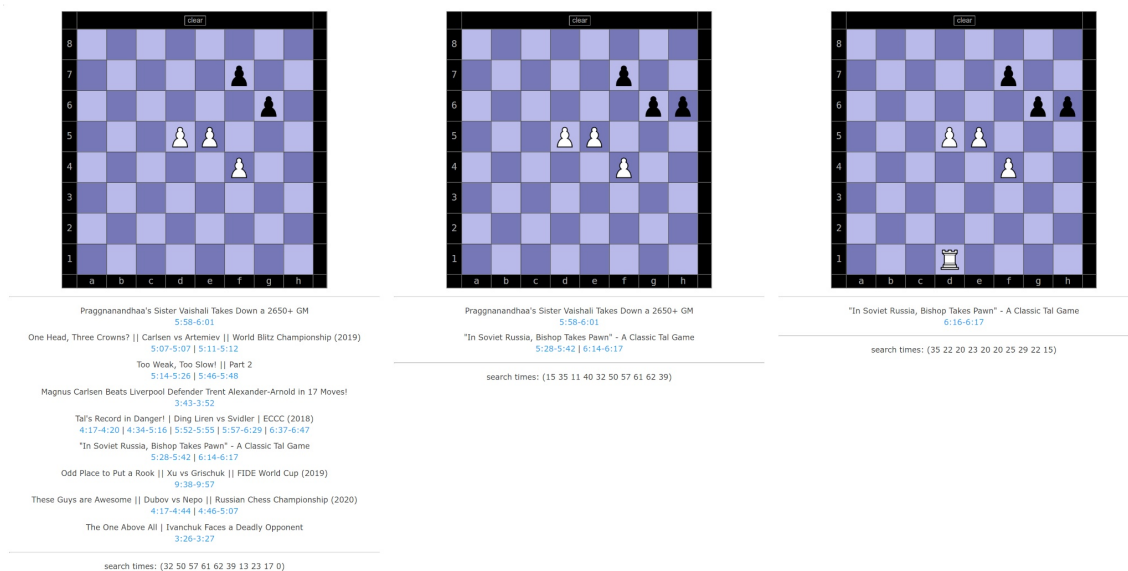 clear
8
7
6
5
4
3
2
1
a b c d e f g h
Praggnanandhaa's Sister Vaishali Takes Down a 2650+ GM
5:58-6:01
One Head, Three Crowns? || Carlsen vs Artemiev || World Blitz Championship (2019)
5:07-5:07 | 5:11-5:12
Too Weak, Too Slow! || Part 2
5:14-5:26 | 5:46-5:48
Magnus Carlsen Beats Liverpool Defender Trent Alexander-Arnold in 17 Moves!
3:43-3:52
Tal's Record in Danger! | Ding Liren vs Svidler | ECCC (2018)
4:17-4:20 | 4:34-5:16 | 5:52-5:55 | 5:57-6:29 | 6:37-6:47
"In Soviet Russia, Bishop Takes Pawn" - A Classic Tal Game
5:28-5:42 | 6:14-6:17
Odd Place to Put a Rook || Xu vs Grischuk || FIDE World Cup (2019)
9:38-9:57
These Guys are Awesome || Dubov vs Nepo || Russian Chess Championship (2020)
4:17-4:44 | 4:46-5:07
The One Above All | Ivanchuk Faces a Deadly Opponent
3:26-3:27
search times: (32 50 57 61 62 39 13 23 17 0)
clear
8
7
6
5
4
3
2
1
a b c d e f g h
Praggnanandhaa's Sister Vaishali Takes Down a 2650+ GM
5:58-6:01
"In Soviet Russia, Bishop Takes Pawn" - A Classic Tal Game
5:28-5:42 | 6:14-6:17
search times: (15 35 11 40 32 50 57 61 62 39)
clear
8
7
6
5
4
3
2
1
a b c d e f g h
"In Soviet Russia, Bishop Takes Pawn" - A Classic Tal Game
6:16-6:17
search times: (35 22 20 23 20 20 25 29 22 15)